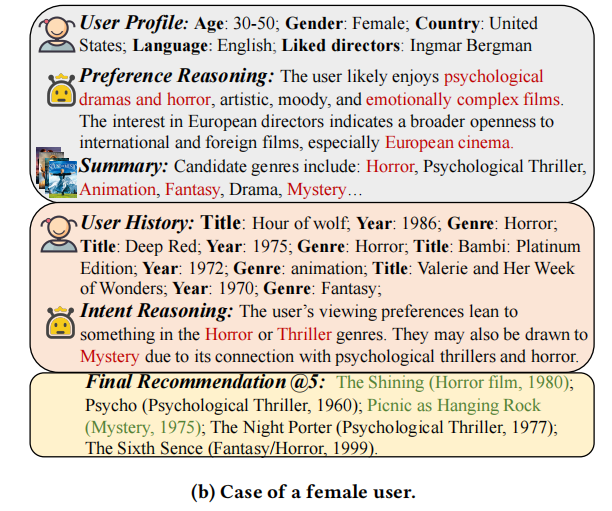 User Profile: Age: 30-50; Gender: Female; Country: United
States; Language: English; Liked directors: Ingmar Bergman
Preference Reasoning: The user likely enjoys psychological
dramas and horror, artistic, moody, and emotionally complex films.
The interest in European directors indicates a broader openness to
international and foreign films, especially European cinema.
Summary: Candidate genres include: Horror, Psychological Thriller,
Animation, Fantasy, Drama, Mystery…
User History: Title: Hour of wolf; Year: 1986; Genre: Horror;
Title: Deep Red; Year: 1975; Genre: Horror; Title: Bambi: Platinum
Edition; Year: 1972; Genre: animation; Title: Valerie and Her Week
of Wonders; Year: 1970; Genre: Fantasy;
Intent Reasoning: The user's viewing preferences lean to
something in the Horror or Thriller genres. They may also be drawn to
Mystery due to its connection with psychological thrillers and horror.
Final Recommendation @5: The Shining (Horror film, 1980);
Psycho (Psychological Thriller, 1960); Picnic as Hanging Rock
(Mystery, 1975); The Night Porter (Psychological Thriller, 1977);
The Sixth Sence (Fantasy/Horror, 1999).
(b) Case of a female user.